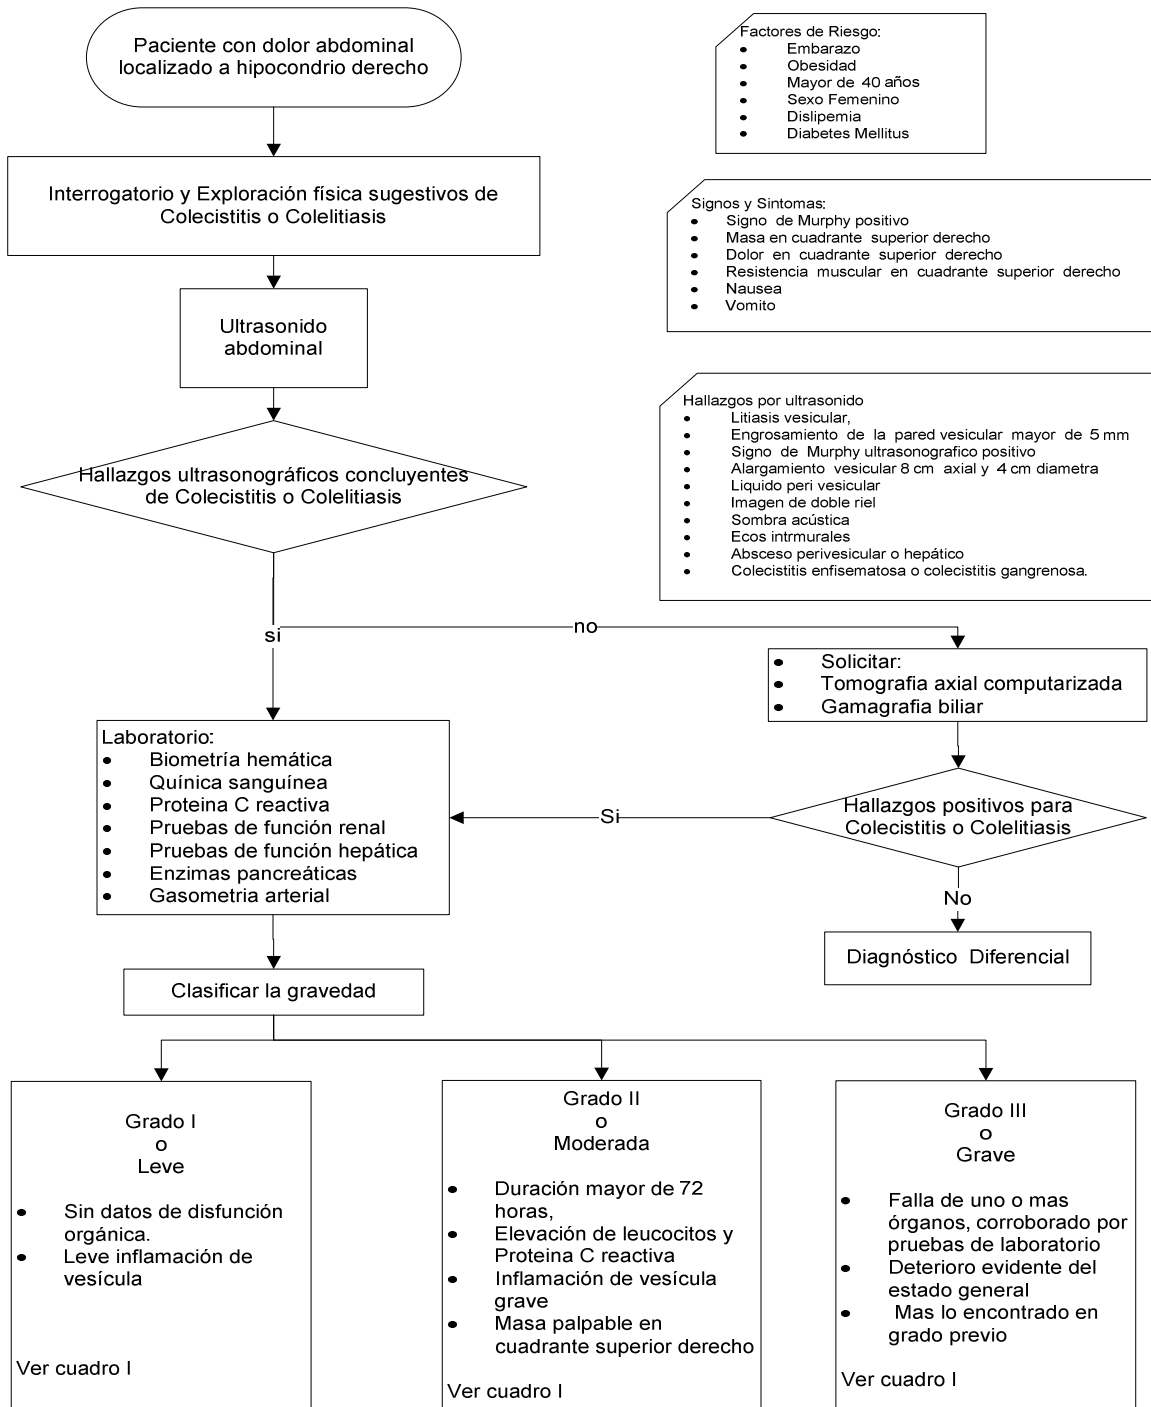 Paciente con dolor abdominal
localizado a hipocondrio derecho
Factores de Riesgo:
• Embarazo
• Obesidad
• Mayor de 40 años
• Sexo Femenino
• Dislipemia
• Diabetes Mellitus
Interrogatorio y Exploración física sugestivos de
Colecistitis o Colelitiasis
Signos y Sintomas:
• Signo de Murphy positivo
• Masa en cuadrante superior derecho
• Dolor en cuadrante superior derecho
• Resistencia muscular en cuadrante superior derecho
• Nausea
• Vomito
Ultrasonido
abdominal
Hallazgos ultrasonográficos concluyentes
de Colecistitis o Colelitiasis
Hallazgos por ultrasonido
• Litiasis vesicular,
• Engrosamiento de la pared vesicular mayor de 5 mm
• Signo de Murphy ultrasonografico positivo
• Alargamiento vesicular 8 cm axial y 4 cm diametra
• Liquido peri vesicular
• Imagen de doble riel
• Sombra acústica
• Ecos intrmurales
• Absceso perivesicular o hepático
• Colecistitis enfisematosa o colecistitis gangrenosa.
si
no
• Solicitar:
• Tomografia axial computarizada
• Gamagrafia biliar
Laboratorio:
• Biometría hemática
• Quínica sanguínea
• Proteina C reactiva
• Pruebas de función renal
• Pruebas de función hepática
• Enzimas pancreáticas
• Gasometria arterial
Si
Hallazgos positivos para
Colecistitis o Colelitiasis
No
Diagnóstico Diferencial
Clasificar la gravedad
Grado I
o
Leve
• Sin datos de disfunción
orgánica.
• Leve inflamación de
vesícula
Ver cuadro I
Grado II
o
Moderada
• Duración mayor de 72
horas,
• Elevación de leucocitos y
Proteina C reactiva
• Inflamación de vesícula
grave
• Masa palpable en
cuadrante superior derecho
Ver cuadro I
Grado III
o
Grave
• Falla de uno o mas
órganos, corroborado por
pruebas de laboratorio
• Deterioro evidente del
estado general
• Mas lo encontrado en
grado previo
Ver cuadro I